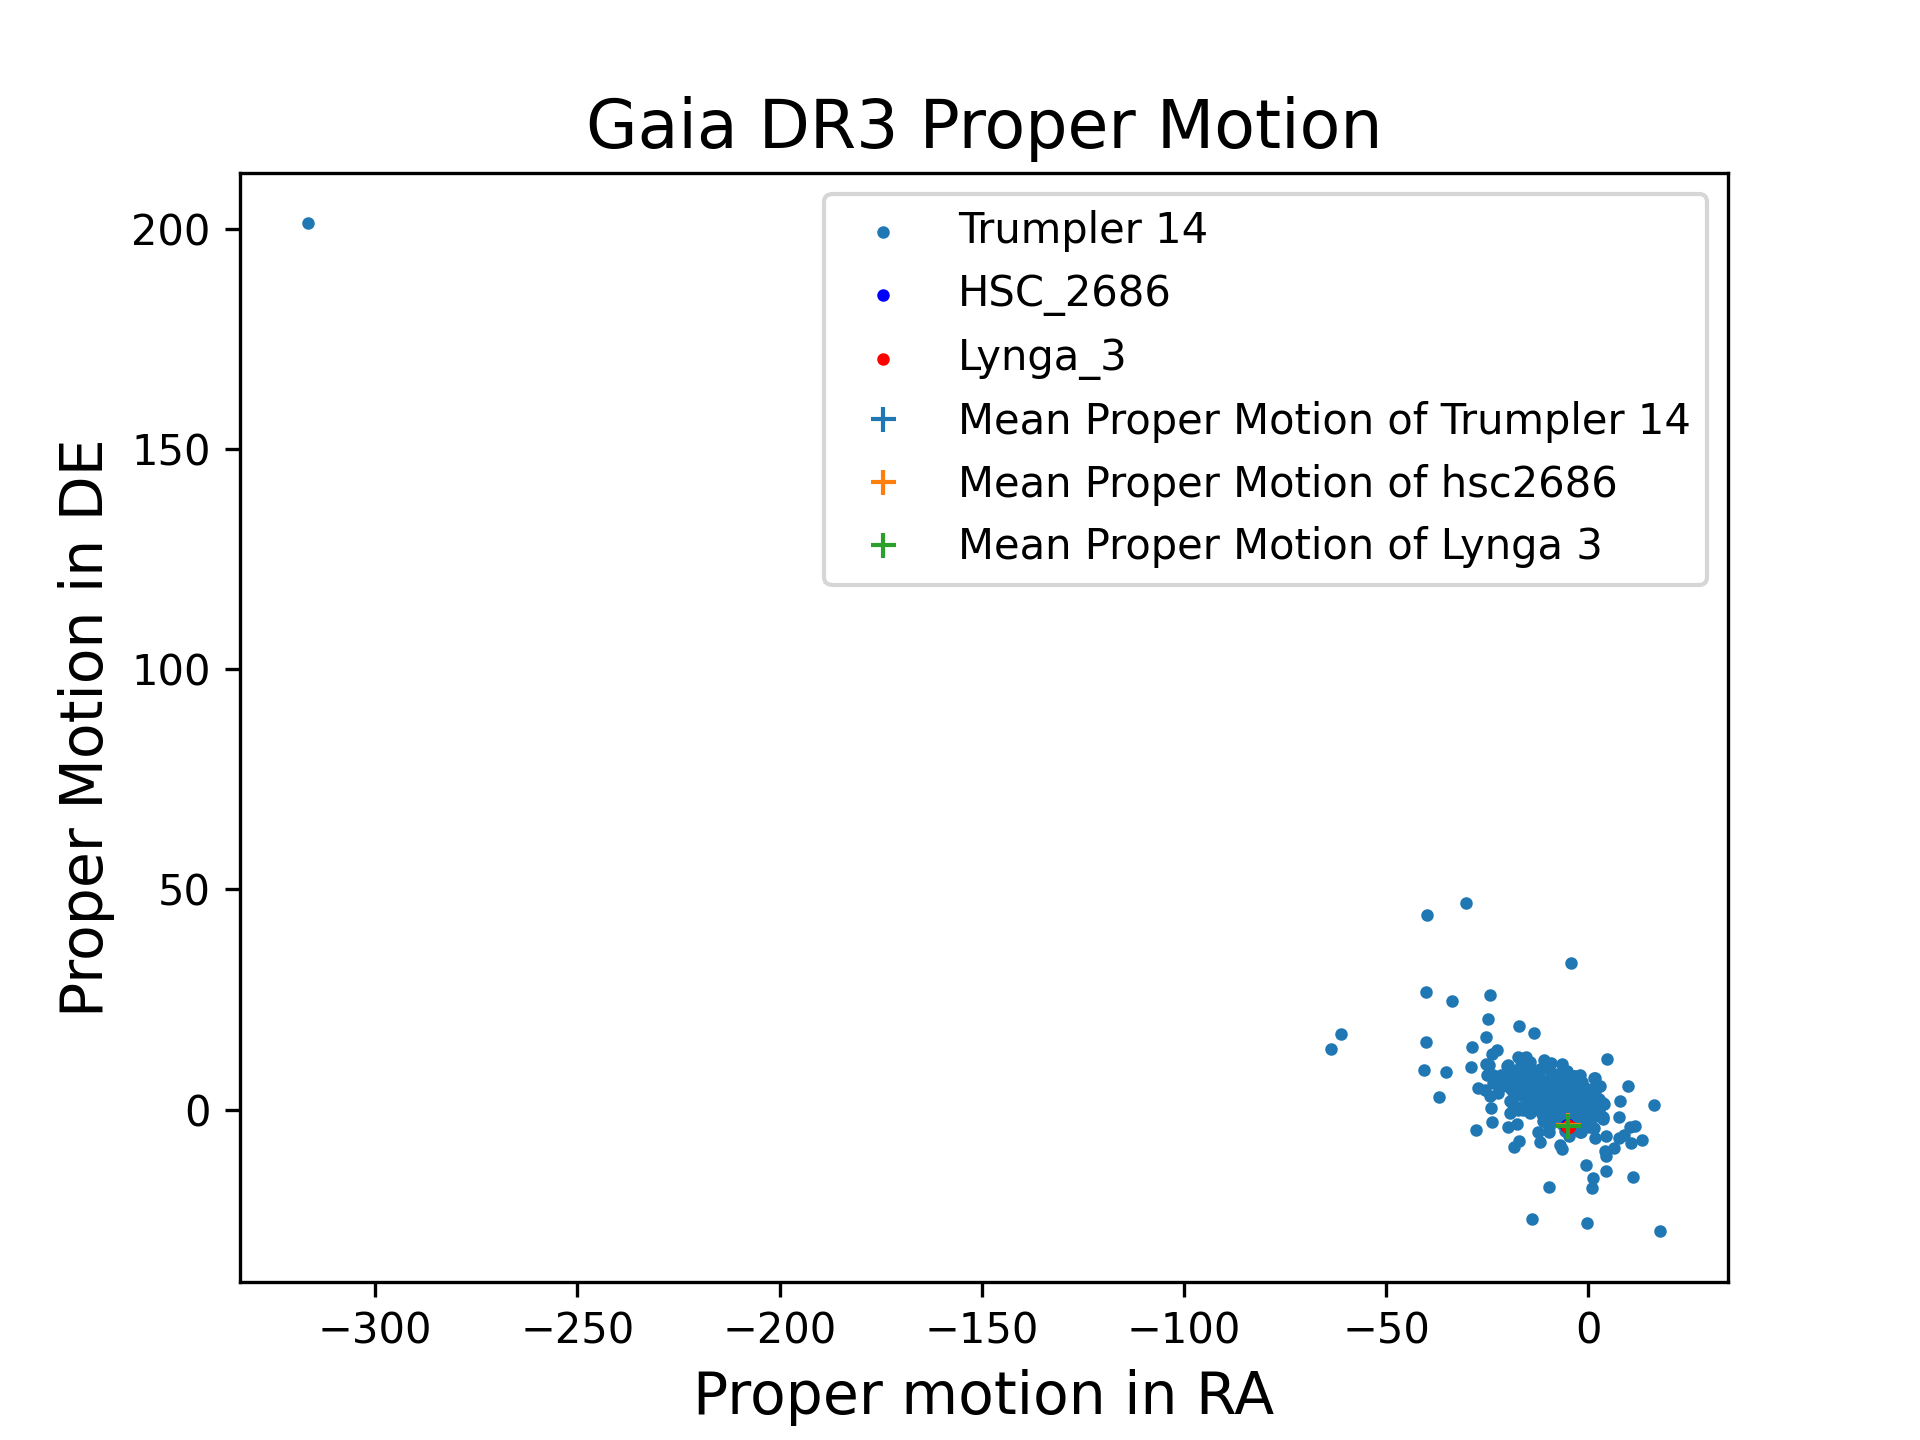 Gaia DR3 Proper Motion
Trumpler 14
HSC_2686
Lynga_3
Mean Proper Motion of Trumpler 14
Mean Proper Motion of hsc2686
Mean Proper Motion of Lynga 3
Proper Motion in DE
200
150
100
50
0
−300
−250
−200
−150
−100
−50
0
Proper motion in RA